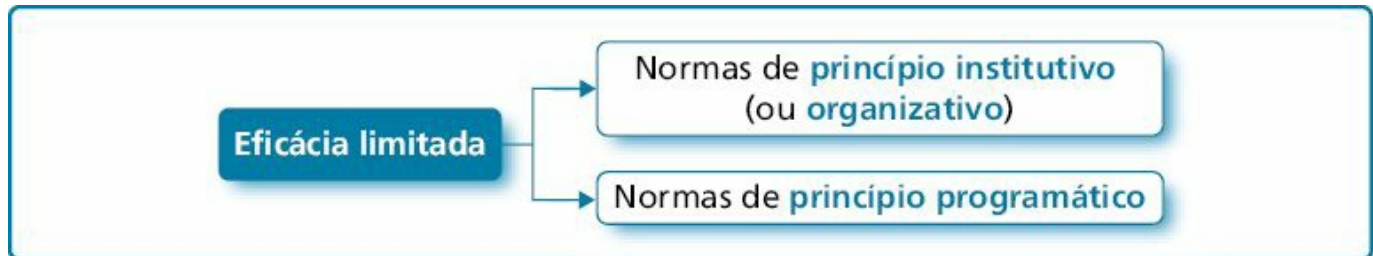 Eficácia limitada
Normas de princípio institutivo
(ou organizativo)
Normas de princípio programático